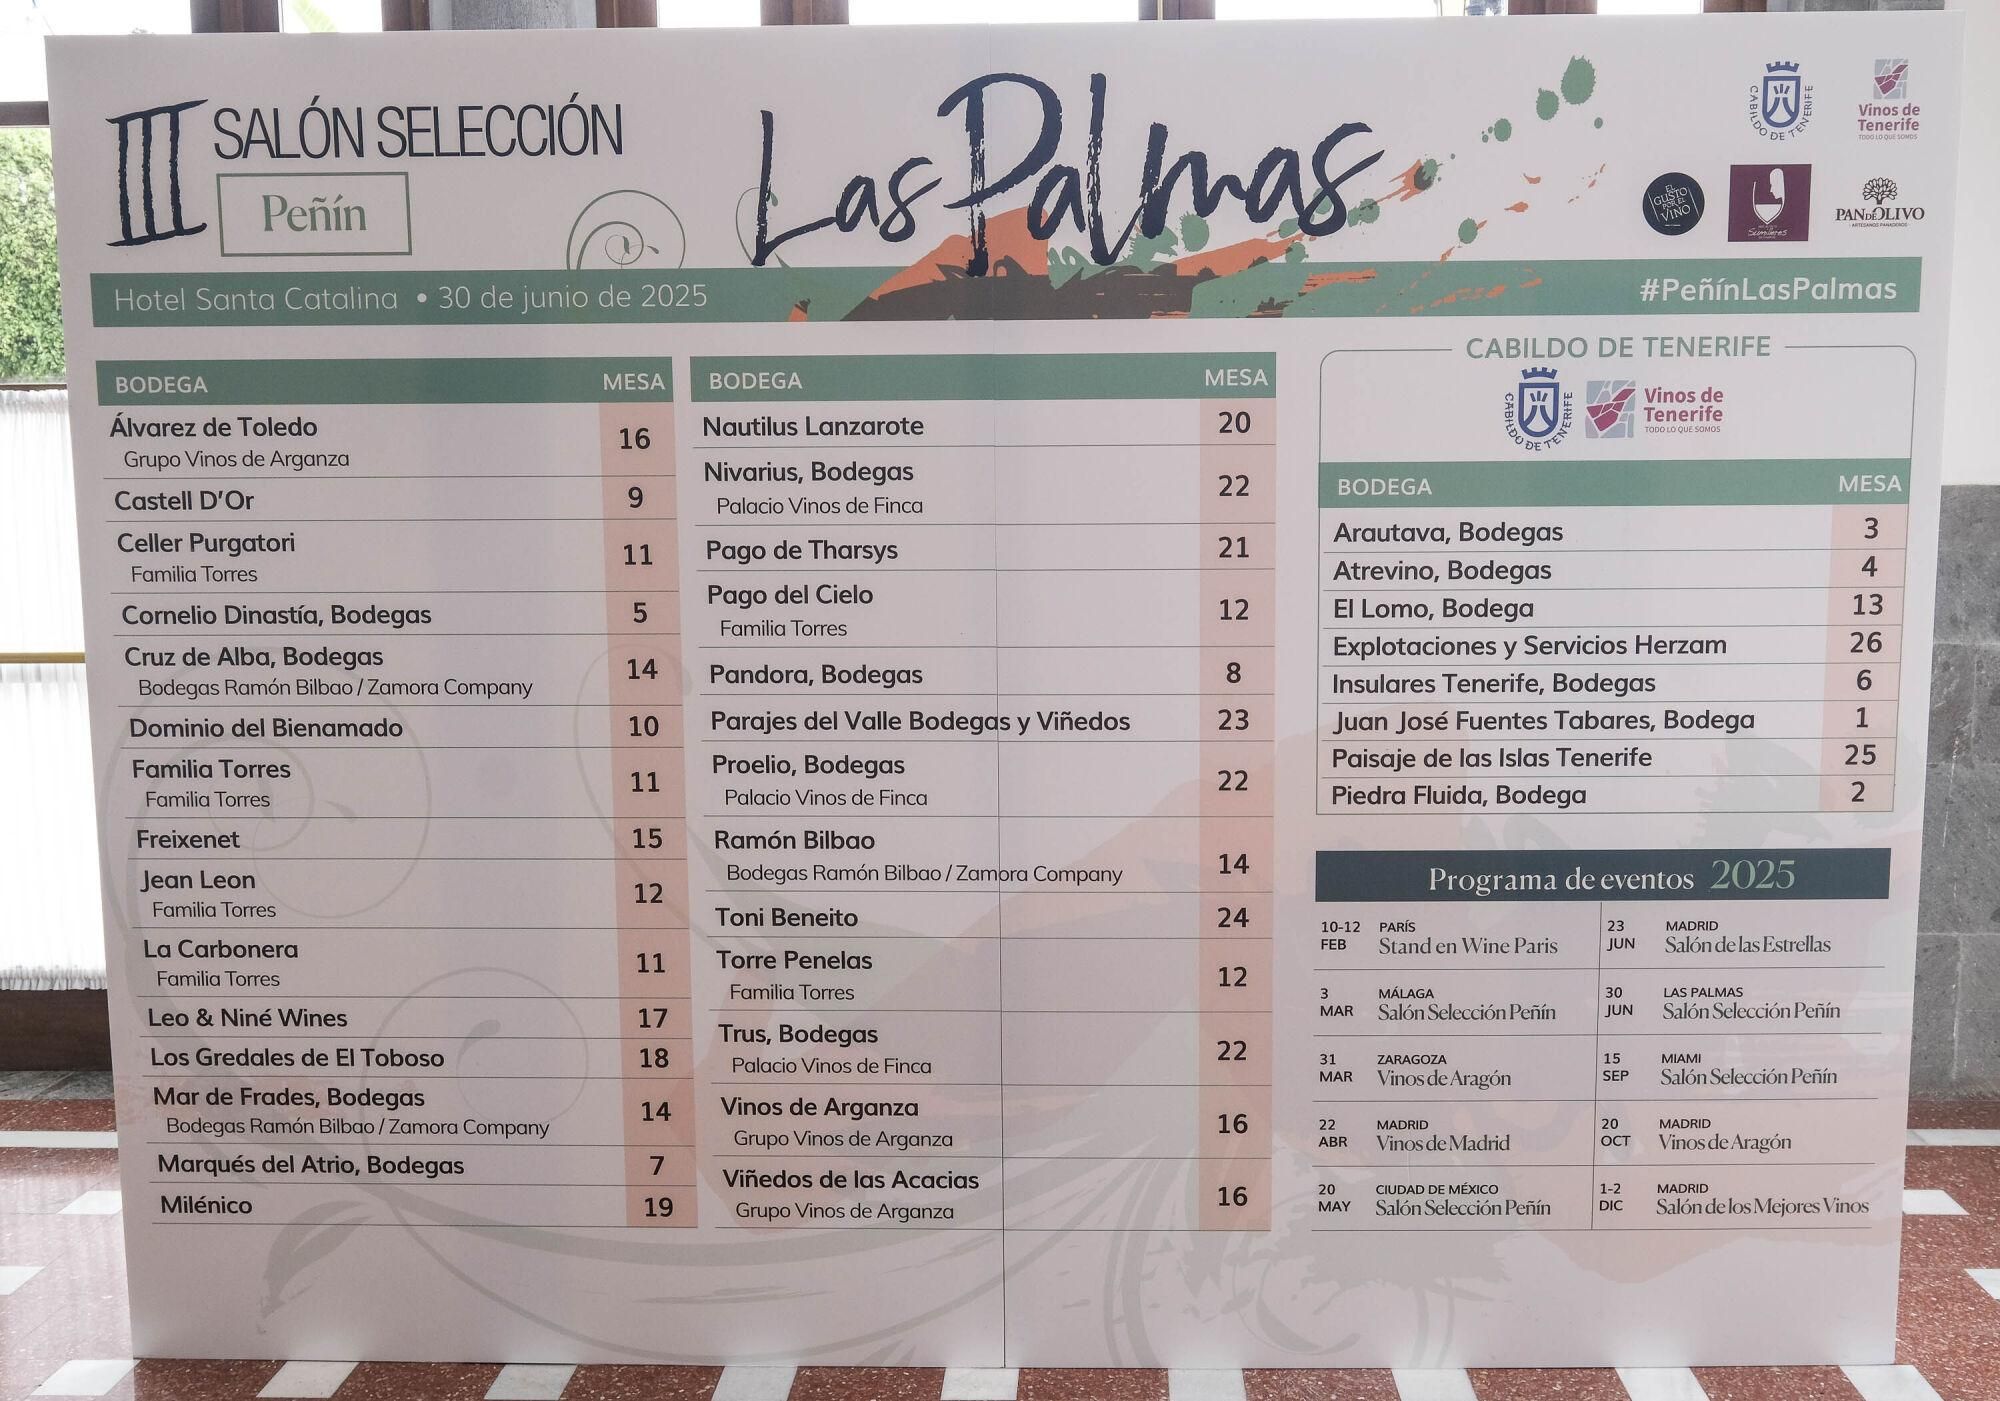 III SALÓN SELECCIÓN
Peñín
Las Palmas
CABILDO DE TENERIFE
Vinos de
Tenerife
TODO LO QUE SOMOS
EL
GUSTO
POR EL
VINO
Sumilleres
PAN DE OLIVO
- ARTESANOS PANADEROS -
Hotel Santa Catalina • 30 de junio de 2025
#PeñínLasPalmas
BODEGA MESA
Álvarez de Toledo 16
Grupo Vinos de Arganza
Castell D'Or 9
Celler Purgatori 11
Familia Torres
Cornelio Dinastía, Bodegas 5
Cruz de Alba, Bodegas 14
Bodegas Ramón Bilbao / Zamora Company
Dominio del Bienamado 10
Familia Torres 11
Familia Torres
Freixenet 15
Jean Leon 12
Familia Torres
La Carbonera 11
Familia Torres
Leo & Niné Wines 17
Los Gredales de El Toboso 18
Mar de Frades, Bodegas 14
Bodegas Ramón Bilbao / Zamora Company
Marqués del Atrio, Bodegas 7
Milénico 19
BODEGA MESA
Nautilus Lanzarote 20
Nivarius, Bodegas 22
Palacio Vinos de Finca
Pago de Tharsys 21
Pago del Cielo 12
Familia Torres
Pandora, Bodegas 8
Parajes del Valle Bodegas y Viñedos 23
Proelio, Bodegas 22
Palacio Vinos de Finca
Ramón Bilbao 14
Bodegas Ramón Bilbao / Zamora Company
Toni Beneito 24
Torre Penelas 12
Familia Torres
Trus, Bodegas 22
Palacio Vinos de Finca
Vinos de Arganza 16
Grupo Vinos de Arganza
Viñedos de las Acacias 16
Grupo Vinos de Arganza
CABILDO DE TENERIFE
CABILDO DE TENERIFE
Vinos de
Tenerife
TODO LO QUE SOMOS
BODEGA MESA
Arautava, Bodegas 3
Atrevino, Bodegas 4
El Lomo, Bodega 13
Explotaciones y Servicios Herzam 26
Insulares Tenerife, Bodegas 6
Juan José Fuentes Tabares, Bodega 1
Paisaje de las Islas Tenerife 25
Piedra Fluida, Bodega 2
Programa de eventos 2025
10-12 PARÍS
FEB Stand en Wine Paris
3 MÁLAGA
MAR Salón Selección Peñín
31 ZARAGOZA
MAR Vinos de Aragón
22 MADRID
ABR Vinos de Madrid
20 CIUDAD DE MÉXICO
MAY Salón Selección Peñín
23 MADRID
JUN Salón de las Estrellas
30 LAS PALMAS
JUN Salón Selección Peñín
15 MIAMI
SEP Salón Selección Peñín
20 MADRID
OCT Vinos de Aragón
1-2 MADRID
DIC Salón de los Mejores Vinos